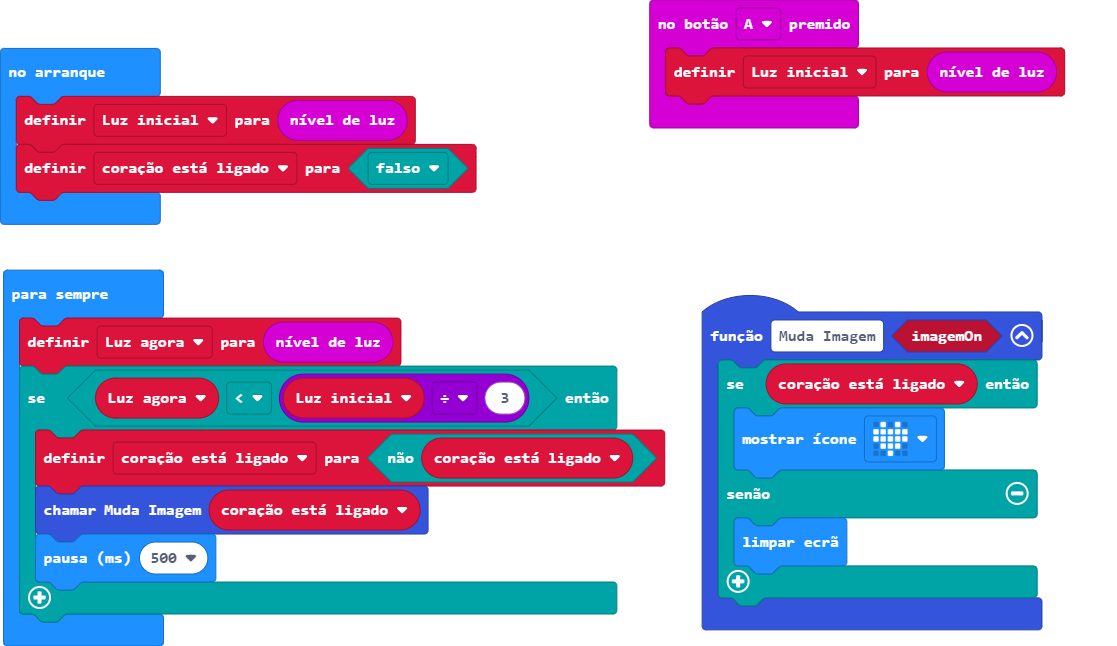 no arranque
definir Luz inicial para nível de luz
definir coração está ligado para falso
no botão A premido
definir Luz inicial para nível de luz
para sempre
definir Luz agora para nível de luz
se Luz agora < Luz inicial ÷ 3 então
definir coração está ligado para não coração está ligado
chamar Muda Imagem coração está ligado
pausa (ms) 500
função Muda Imagem imagemOn
se coração está ligado então
mostrar ícone
senão
limpar ecrã